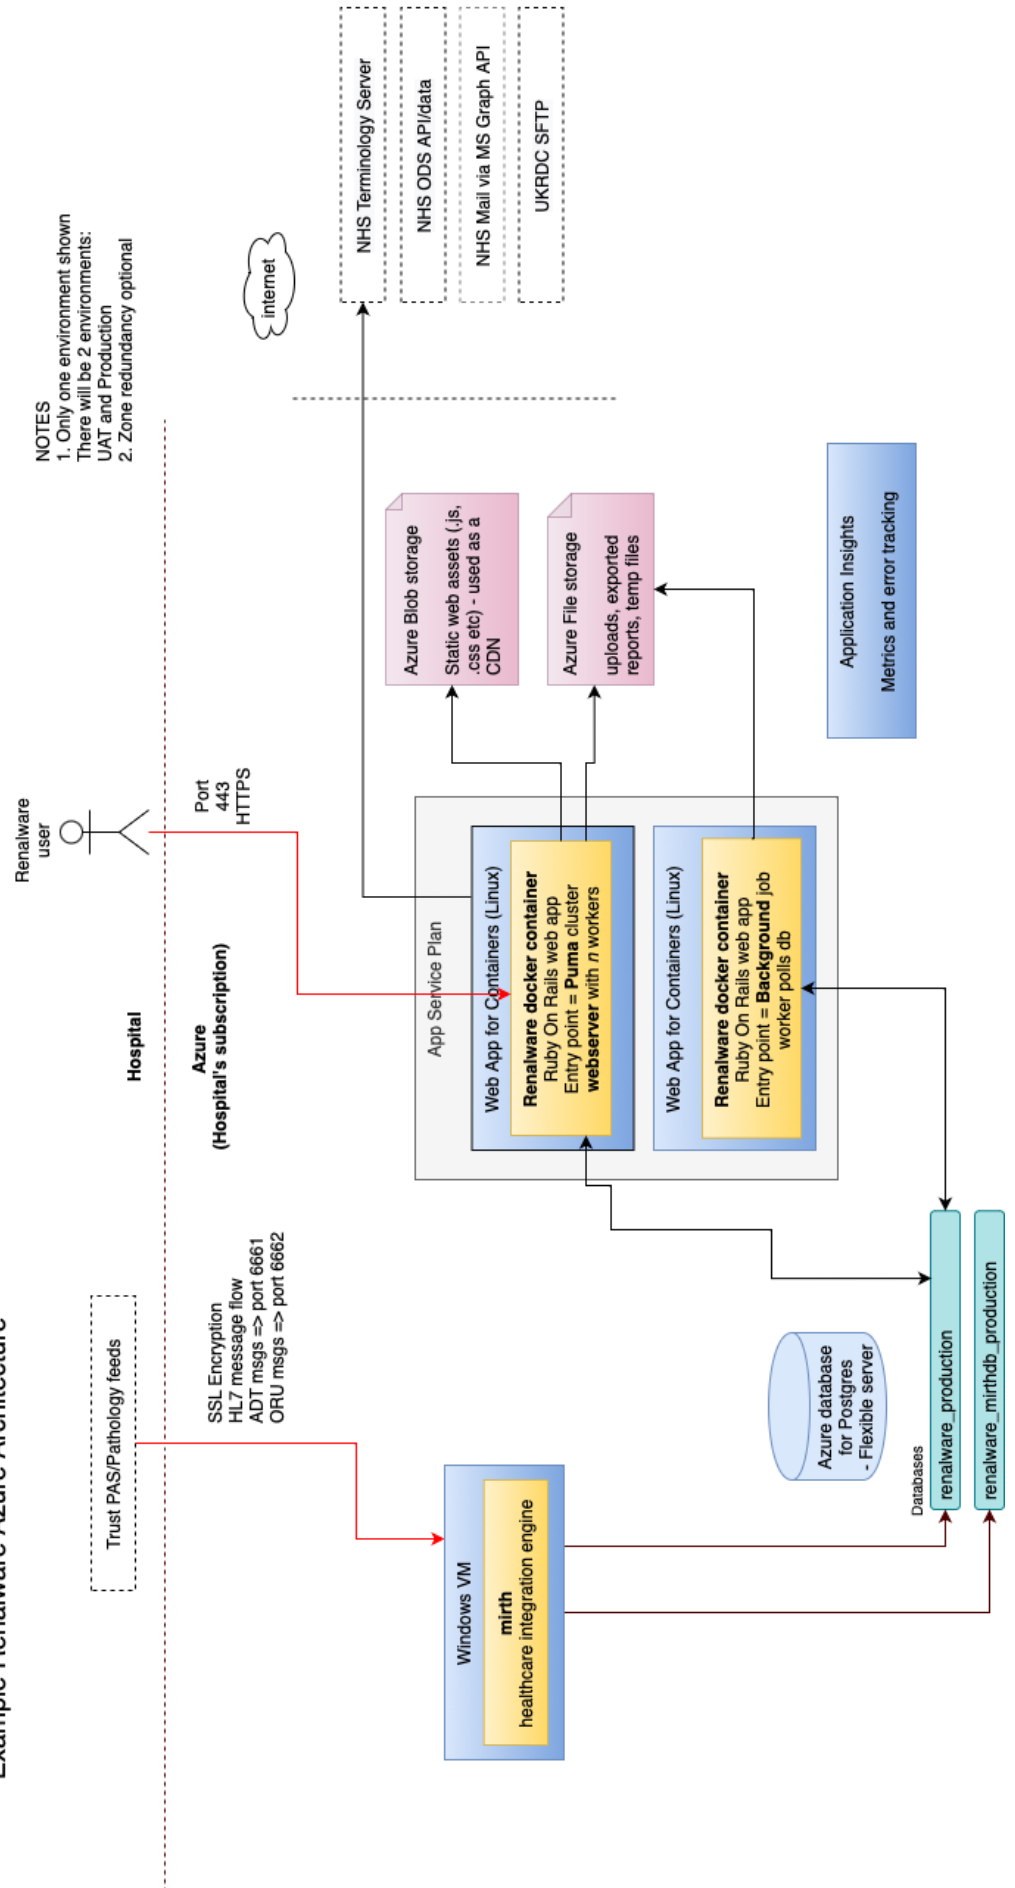 Example Renalware Azure Architecture
Trust PAS/Pathology feeds
Hospital
Renalware
user
NOTES
1. Only one environment shown
There will be 2 environments:
UAT and Production
2. Zone redundancy optional
Azure
(Hospital's subscription)
SSL Encryption
HL7 message flow
ADT msgs => port 6661
ORU msgs => port 6662
Port
443
HTTPS
internet
NHS Terminology Server
NHS ODS API/data
NHS Mail via MS Graph API
UKRDC SFTP
Windows VM
mirth
healthcare integration engine
App Service Plan
Web App for Containers (Linux)
Renalware docker container
Ruby On Rails web app
Entry point = Puma cluster
webserver with n workers
Web App for Containers (Linux)
Renalware docker container
Ruby On Rails web app
Entry point = Background job
worker polls db
Azure Blob storage
Static web assets (.js,
.css etc) - used as a
CDN
Azure File storage
uploads, exported
reports, temp files
Application Insights
Metrics and error tracking
Azure database
for Postgres
- Flexible server
Databases
renalware_production
renalware_mirthdb_production